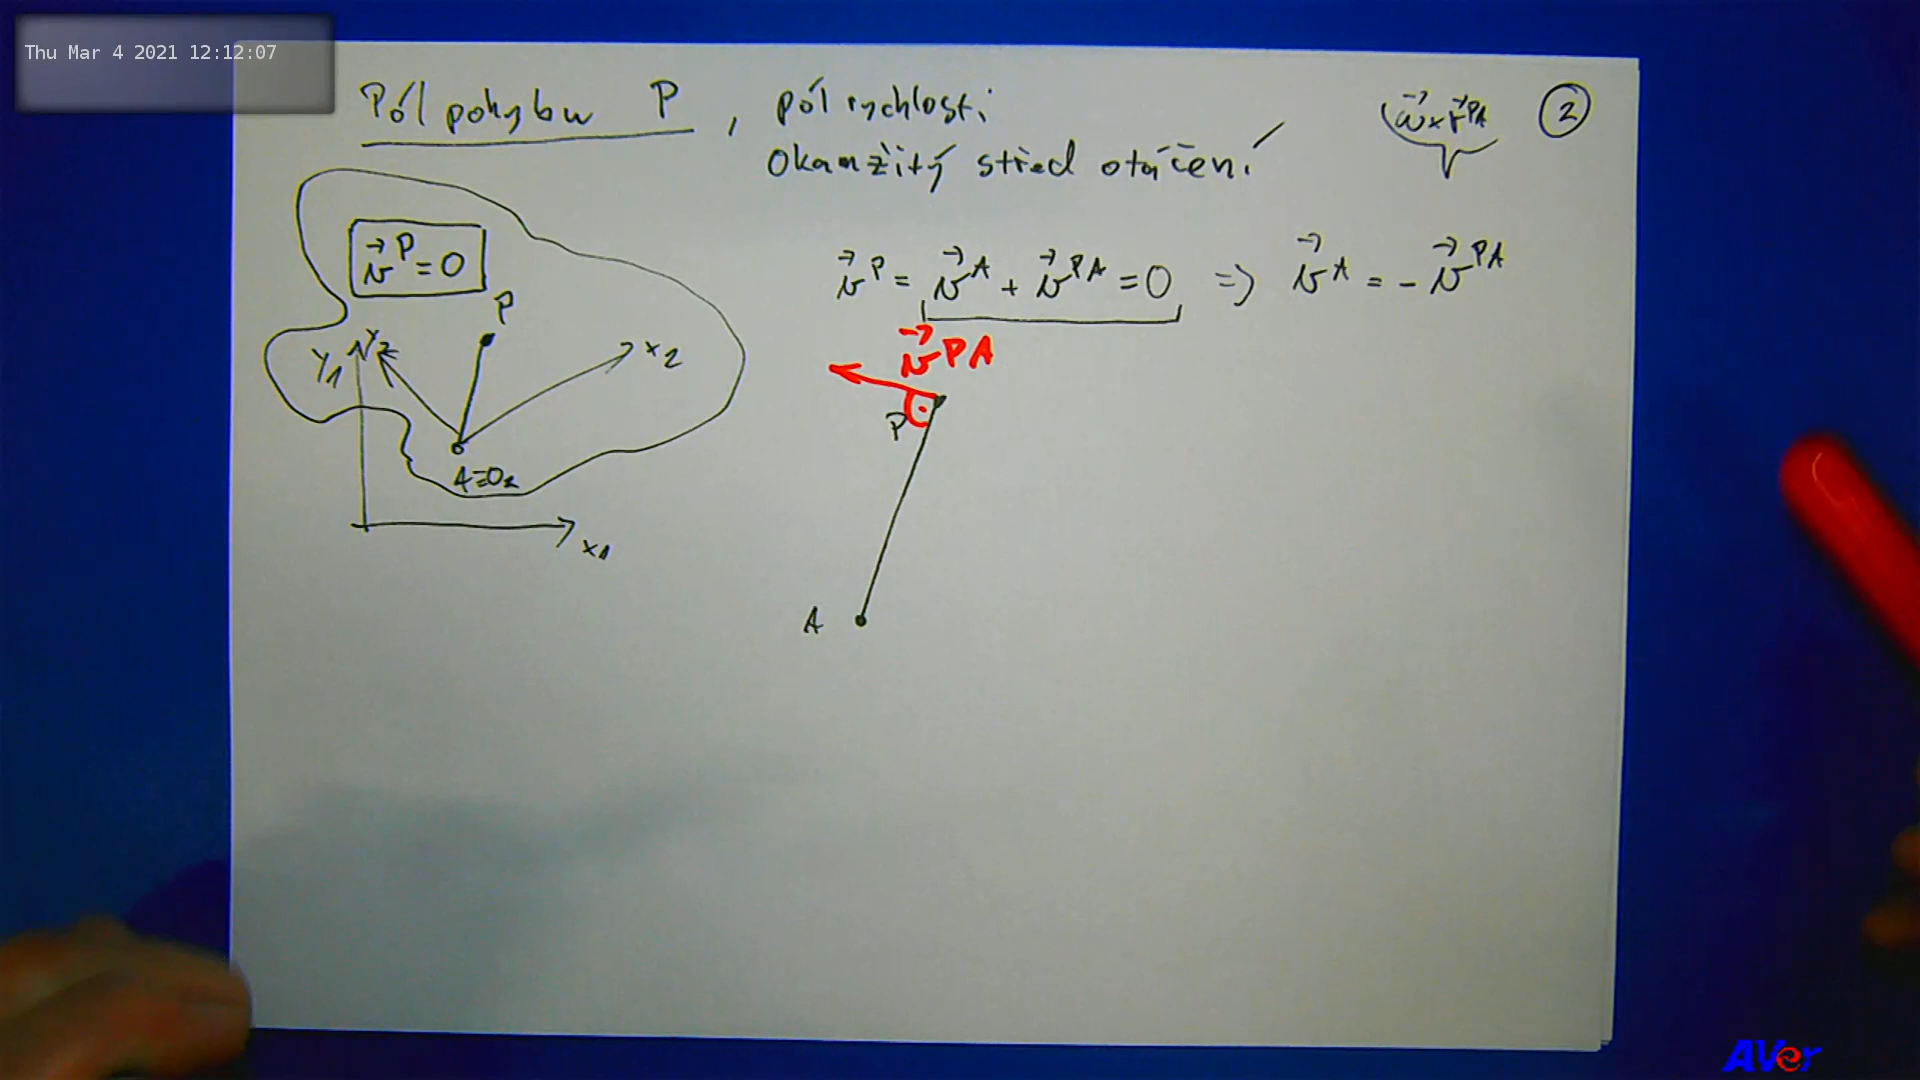 Thu Mar 4 2021 12:12:07
Pól pohybu P, pól rychlosti
Okamžitý střed otáčení
ω⃗ × r⃗^PA
2
v⃗^P = 0
v⃗^P = v⃗^A + v⃗^PA = 0 ⇒ v⃗^A = - v⃗^PA
P
y1
y2
x2
A=O2
x1
v⃗^PA
P
A
AVer